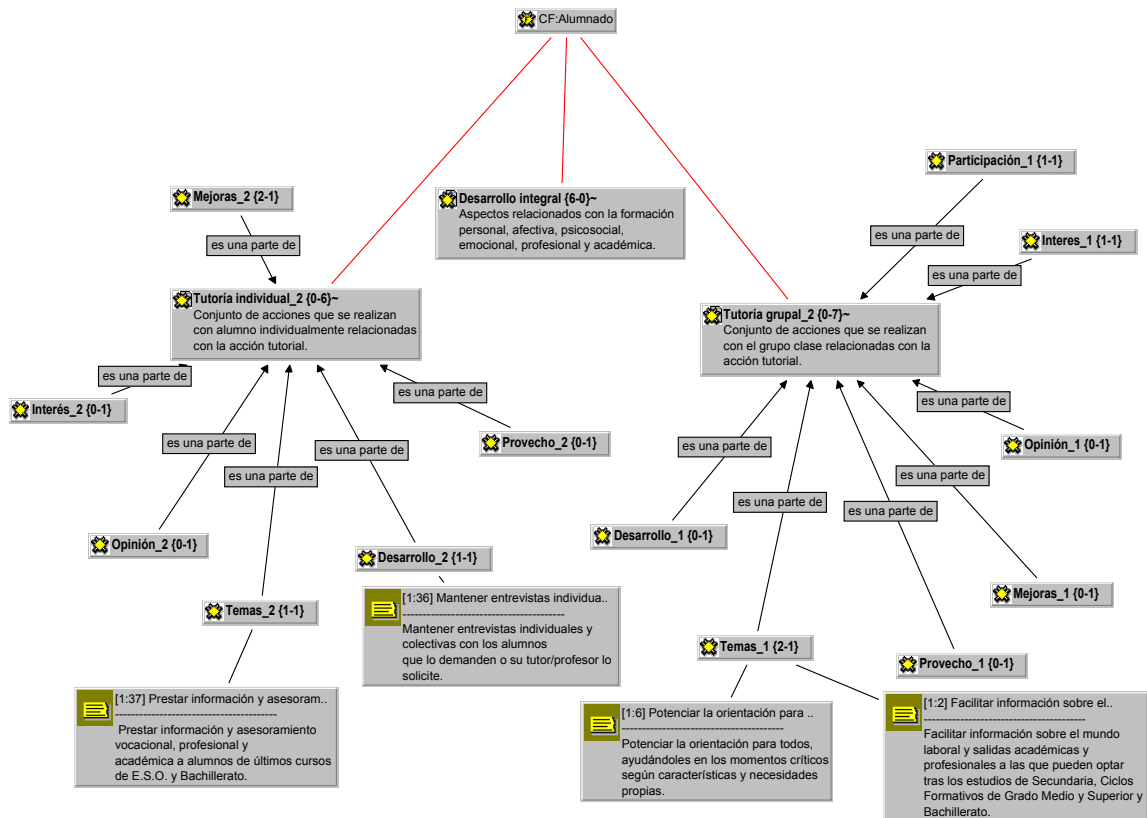 CF:Alumnado
Participación_1 {1-1}
Mejoras_2 {2-1}
Desarrollo integral {6-0}~
Aspectos relacionados con la formación
personal, afectiva, psicosocial,
emocional, profesional y académica.
es una parte de
es una parte de
Interes_1 {1-1}
es una parte de
Tutoría individual_2 {0-6}~
Conjunto de acciones que se realizan
con alumno individualmente relacionadas
con la acción tutorial.
Tutoría grupal_2 {0-7}~
Conjunto de acciones que se realizan
con el grupo clase relacionadas con la
acción tutorial.
es una parte de
es una parte de
es una parte de
Interés_2 {0-1}
Provecho_2 {0-1}
Opinión_1 {0-1}
es una parte de
es una parte de
es una parte de
es una parte de
es una parte de
es una parte de
es una parte de
Opinión_2 {0-1}
Desarrollo_2 {1-1}
Desarrollo_1 {0-1}
Mejoras_1 {0-1}
Temas_2 {1-1}
[1:36] Mantener entrevistas individua..
----------------------------------------
Mantener entrevistas individuales y
colectivas con los alumnos
que lo demanden o su tutor/profesor lo
solicite.
Temas_1 {2-1}
Provecho_1 {0-1}
[1:37] Prestar información y asesoram..
----------------------------------------
Prestar información y asesoramiento
vocacional, profesional y
académica a alumnos de últimos cursos
de E.S.O. y Bachillerato.
[1:6] Potenciar la orientación para ..
----------------------------------------
Potenciar la orientación para todos,
ayudándoles en los momentos críticos
según características y necesidades
propias.
[1:2] Facilitar información sobre el..
----------------------------------------
Facilitar información sobre el mundo
laboral y salidas académicas y
profesionales a las que pueden optar
tras los estudios de Secundaria, Ciclos
Formativos de Grado Medio y Superior y
Bachillerato.